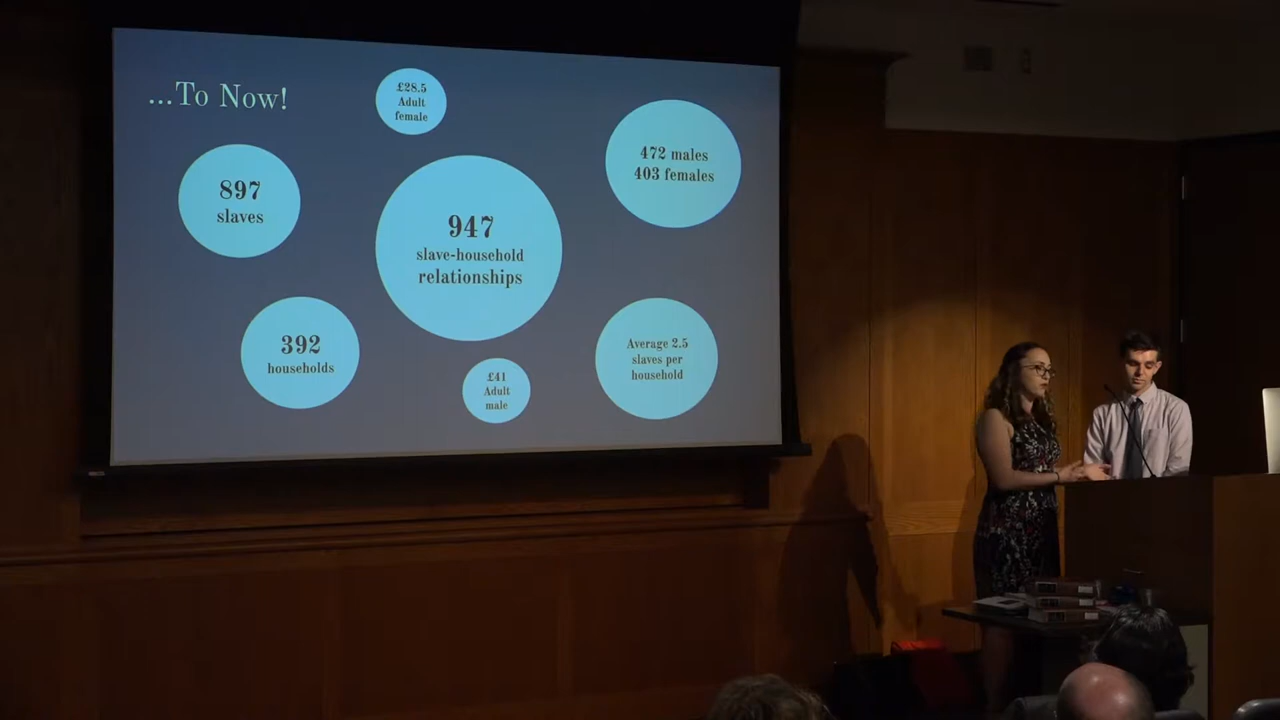 ...To Now!
£28.5
Adult
female
472 males
403 females
897
slaves
947
slave-household
relationships
392
households
Average 2.5
slaves per
household
£41
Adult
male